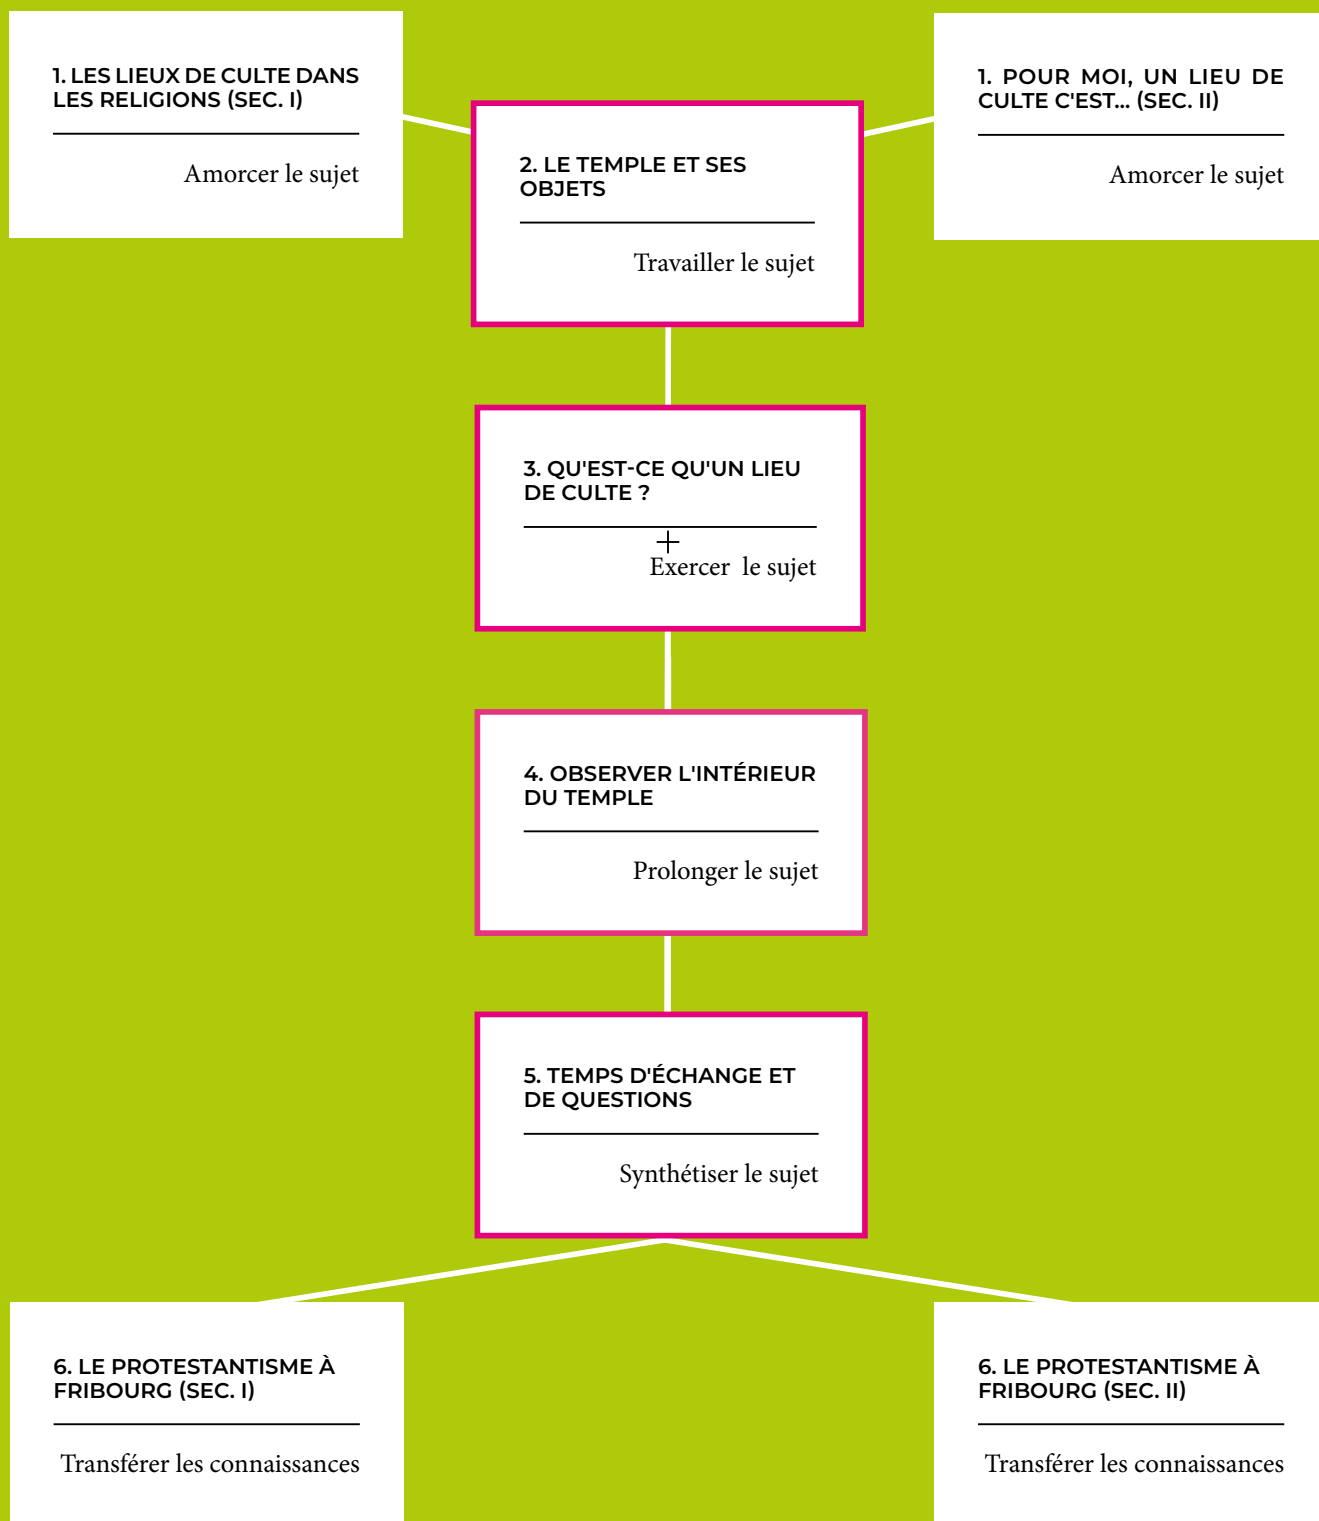 1. LES LIEUX DE CULTE DANS
LES RELIGIONS (SEC. I)
Amorcer le sujet
1. POUR MOI, UN LIEU DE
CULTE C'EST... (SEC. II)
Amorcer le sujet
2. LE TEMPLE ET SES
OBJETS
Travailler le sujet
3. QU'EST-CE QU'UN LIEU
DE CULTE ?
Exercer le sujet
4. OBSERVER L'INTÉRIEUR
DU TEMPLE
Prolonger le sujet
5. TEMPS D'ÉCHANGE ET
DE QUESTIONS
Synthétiser le sujet
6. LE PROTESTANTISME À
FRIBOURG (SEC. I)
Transférer les connaissances
6. LE PROTESTANTISME À
FRIBOURG (SEC. II)
Transférer les connaissances